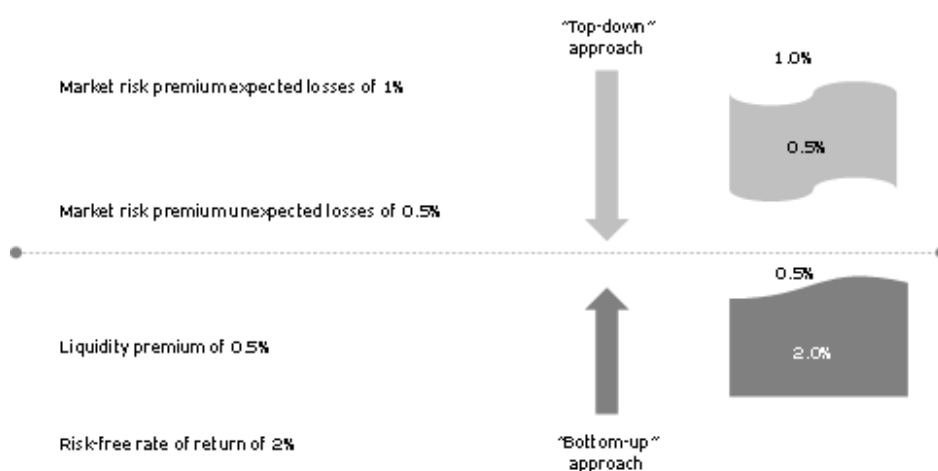 “Top-down”
approach
1.0%
Market risk premium expected losses of 1%
0.5%
Market risk premium unexpected losses of 0.5%
0.5%
Liquidity premium of 0.5%
2.0%
Risk-free rate of return of 2%
“Bottom-up”
approach